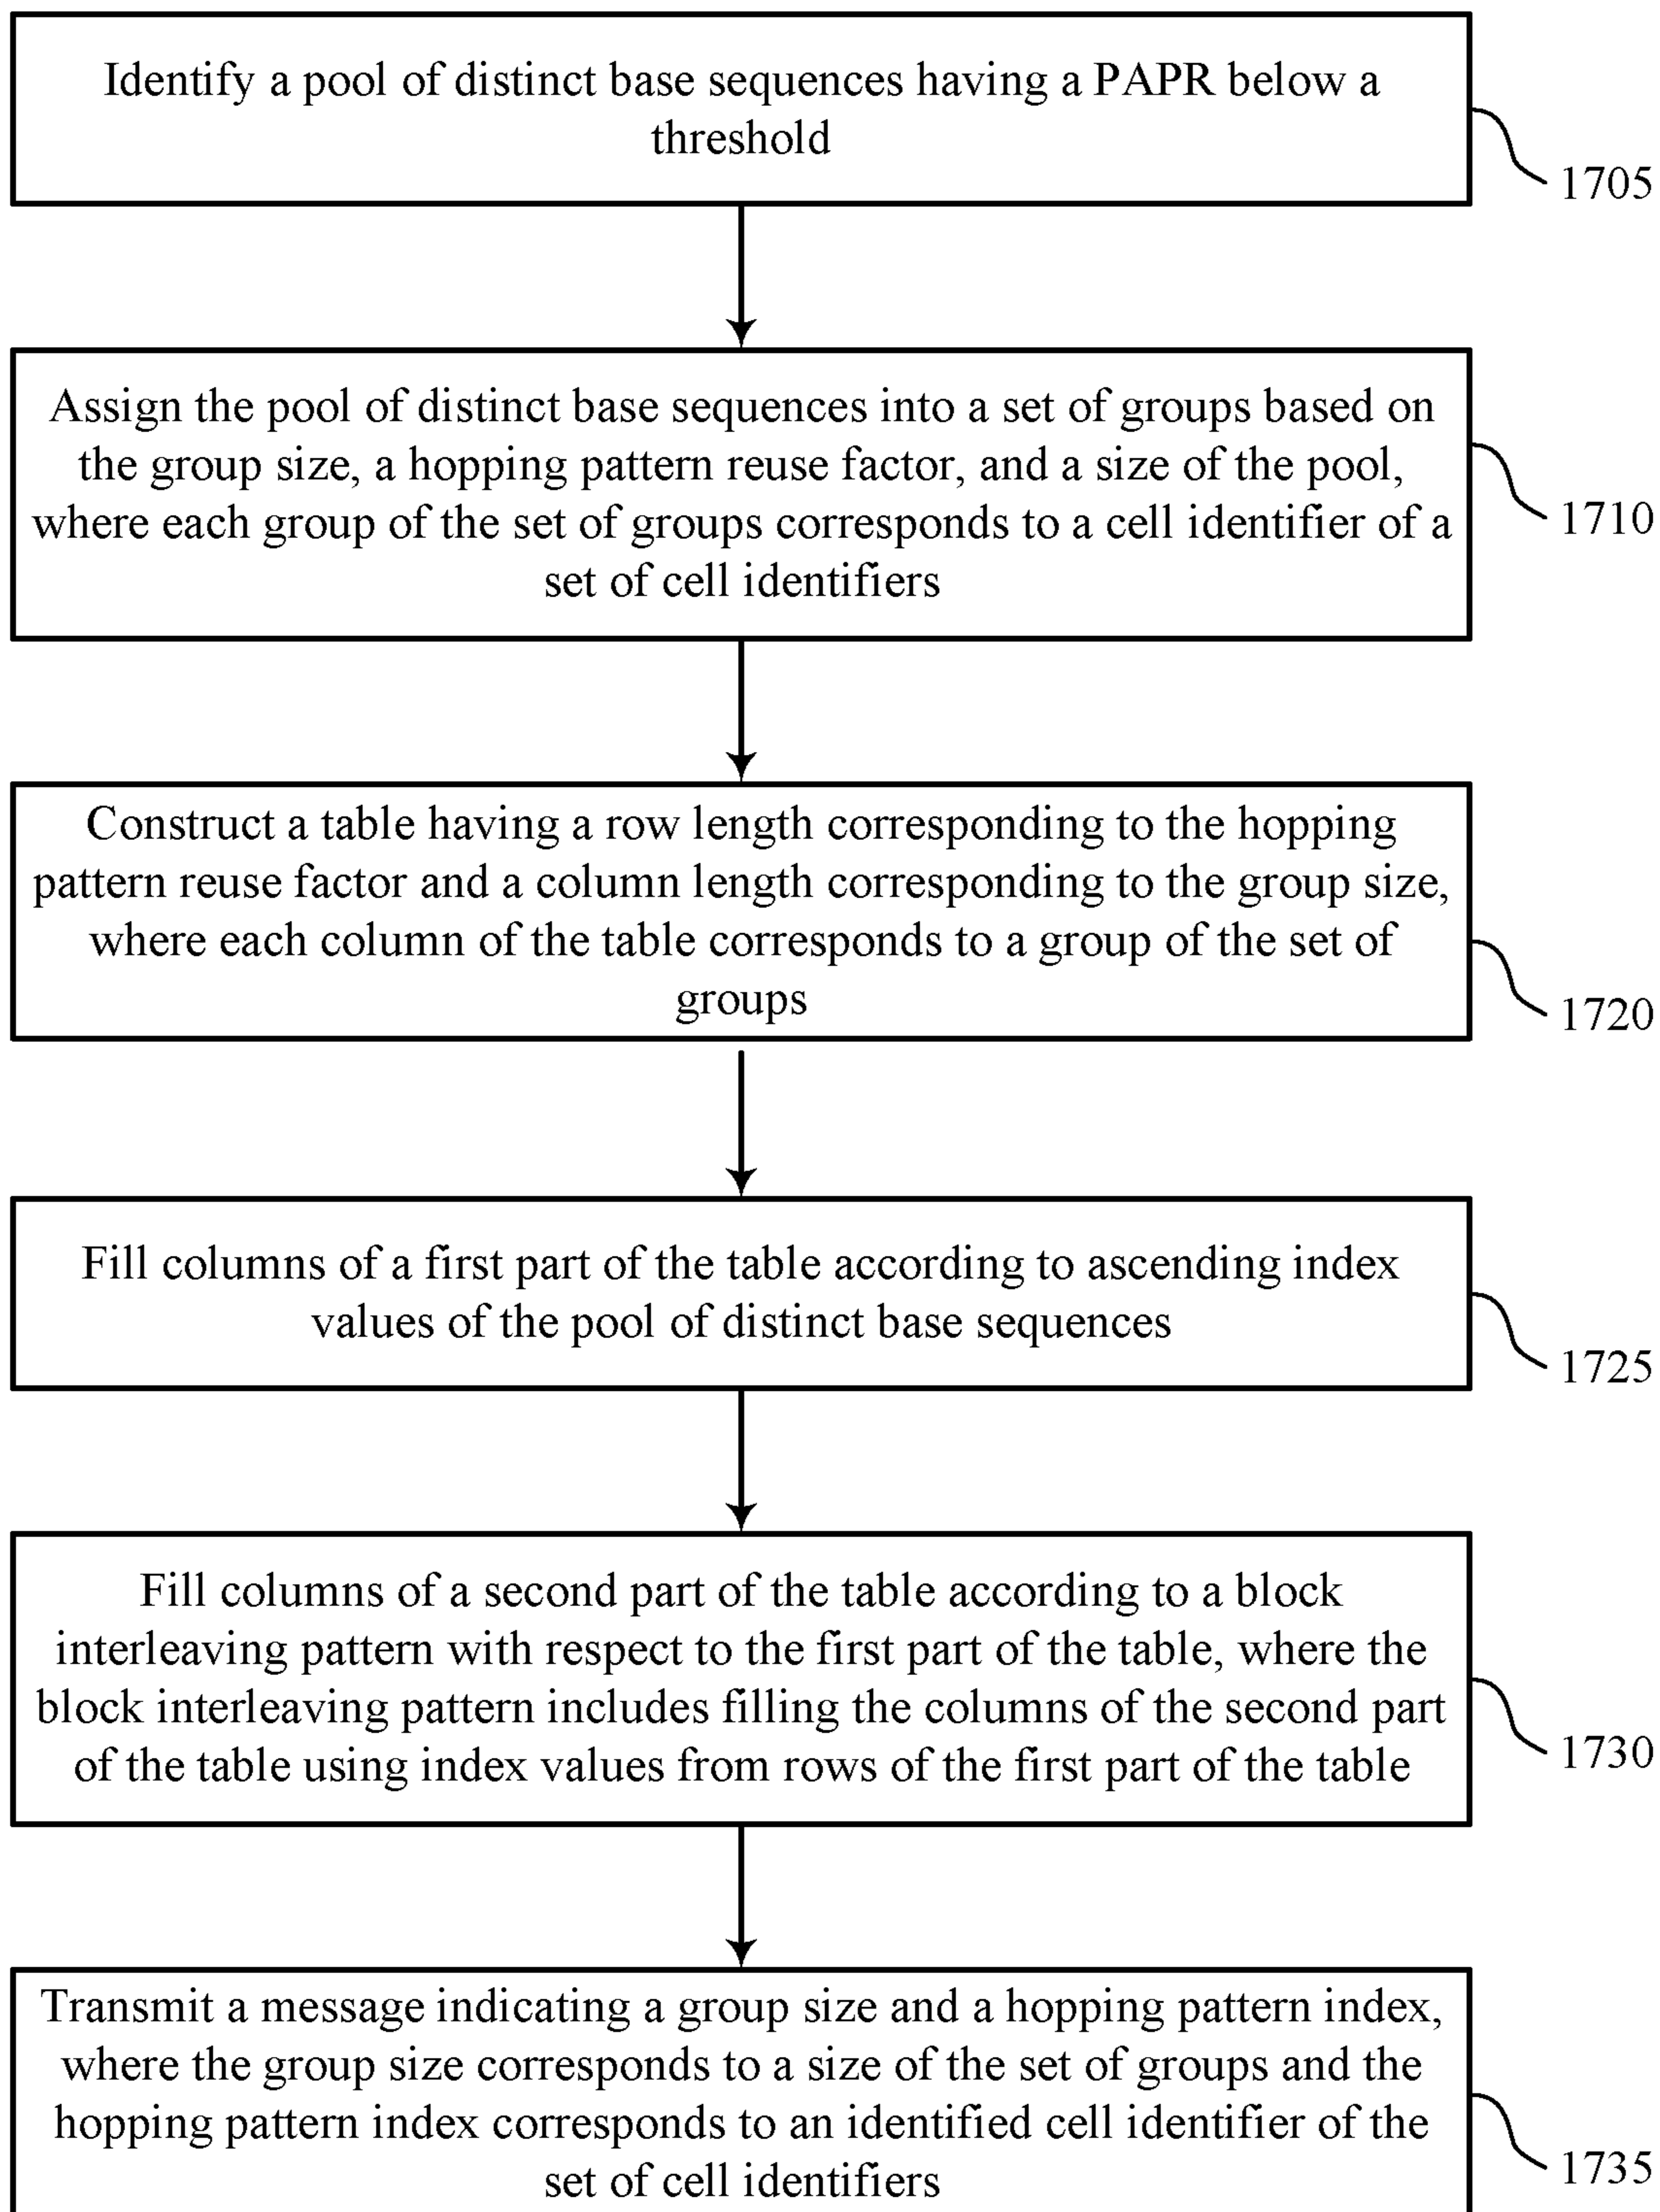 Identify a pool of distinct base sequences having a PAPR below a
threshold
1705
Assign the pool of distinct base sequences into a set of groups based on
the group size, a hopping pattern reuse factor, and a size of the pool,
where each group of the set of groups corresponds to a cell identifier of a
set of cell identifiers
1710
Construct a table having a row length corresponding to the hopping
pattern reuse factor and a column length corresponding to the group size,
where each column of the table corresponds to a group of the set of
groups
1720
Fill columns of a first part of the table according to ascending index
values of the pool of distinct base sequences
1725
Fill columns of a second part of the table according to a block
interleaving pattern with respect to the first part of the table, where the
block interleaving pattern includes filling the columns of the second part
of the table using index values from rows of the first part of the table
1730
Transmit a message indicating a group size and a hopping pattern index,
where the group size corresponds to a size of the set of groups and the
hopping pattern index corresponds to an identified cell identifier of the
set of cell identifiers
1735